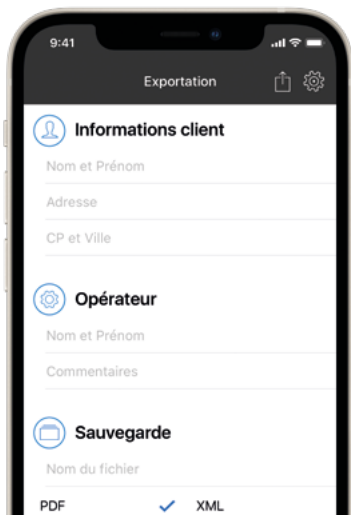 9:41
Exportation
Informations client
Nom et Prénom
Adresse
CP et Ville
Opérateur
Nom et Prénom
Commentaires
Sauvegarde
Nom du fichier
PDF XML